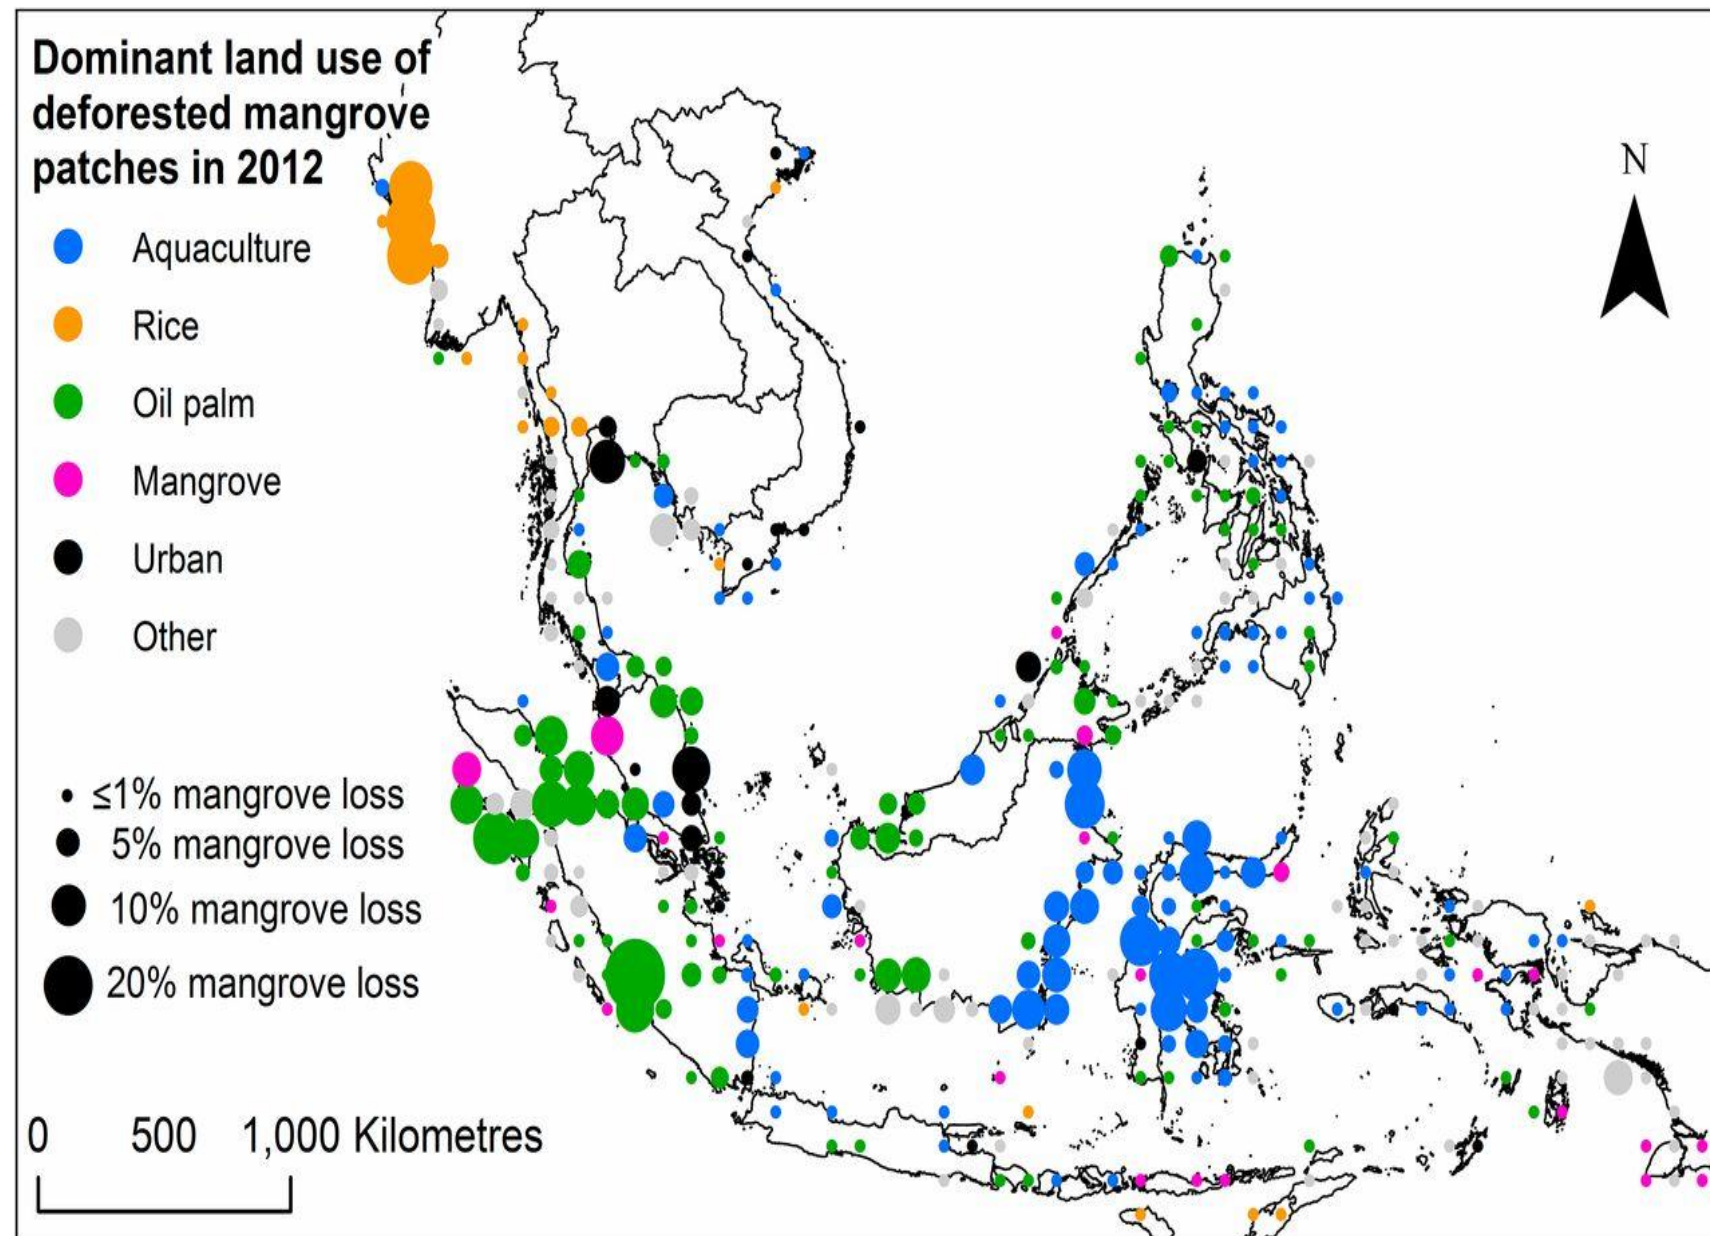 Dominant land use of
deforested mangrove
patches in 2012
Aquaculture
Rice
Oil palm
Mangrove
Urban
Other
≤1% mangrove loss
5% mangrove loss
10% mangrove loss
20% mangrove loss
0 500 1,000 Kilometres
N